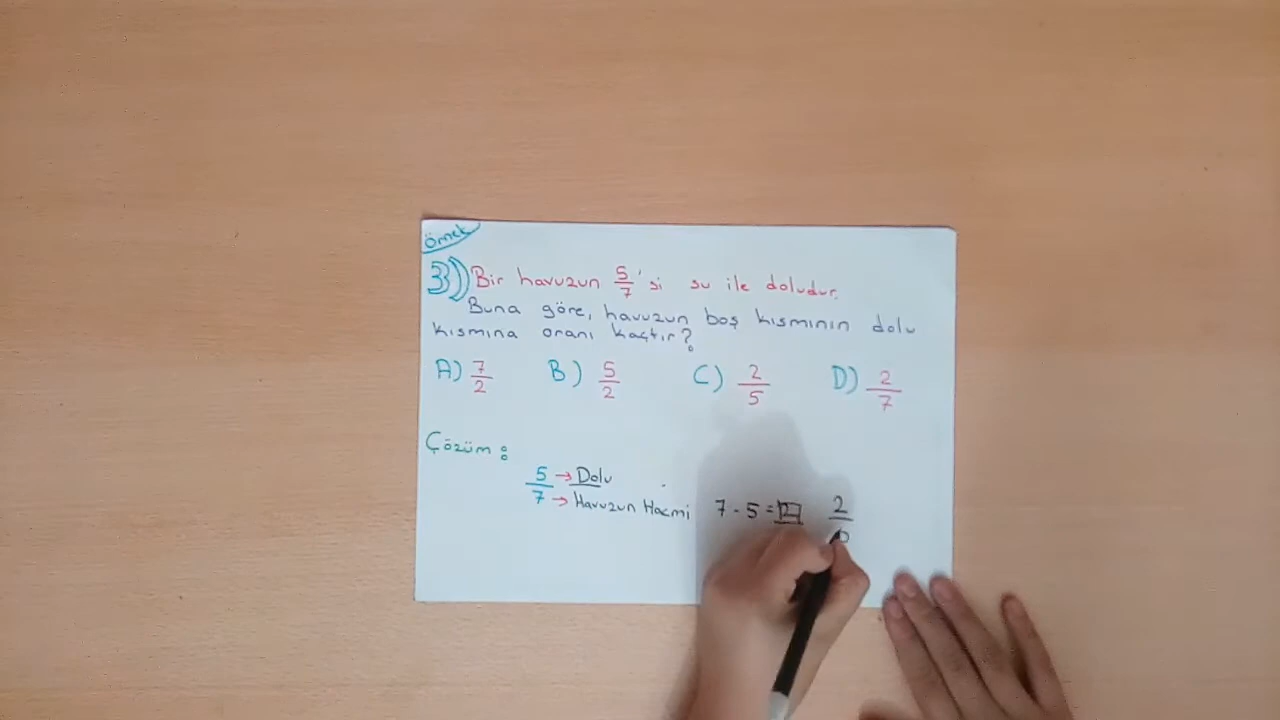 Örnek
3) Bir havuzun 5/7'si su ile doludur.
Buna göre, havuzun boş kısmının dolu
kısmına oranı kaçtır?
A) 7/2 B) 5/2 C) 2/5 D) 2/7
Çözüm:
5/7 → Dolu
→ Havuzun Hacmi 7 - 5 = 2 2